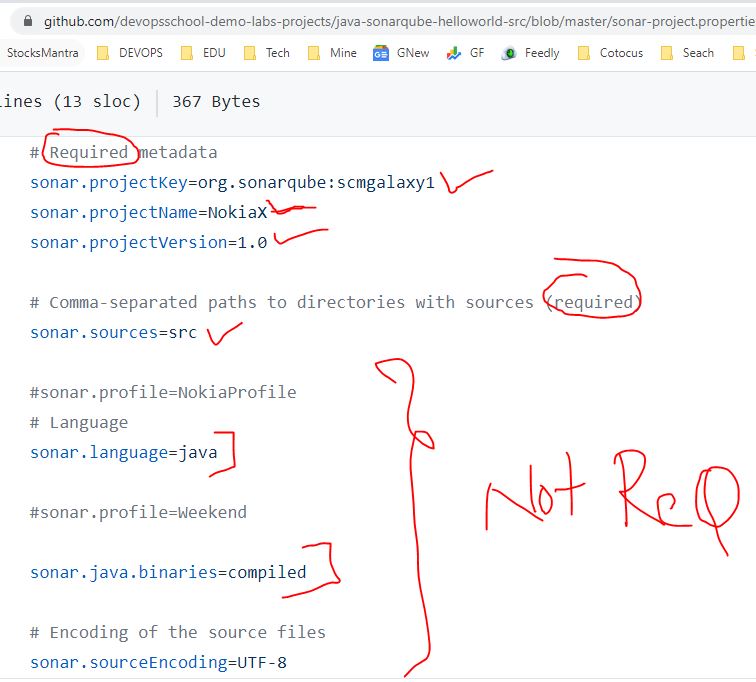 github.com/devopsschool-demo-labs-projects/java-sonarqube-helloworld-src/blob/master/sonar-project.propertie
StocksMantra DEVOPS EDU Tech Mine GNew GF Feedly Cotocus Seach
ines (13 sloc) 367 Bytes
# Required metadata
sonar.projectKey=org.sonarqube:scmgalaxy1
sonar.projectName=NokiaX
sonar.projectVersion=1.0
# Comma-separated paths to directories with sources (required)
sonar.sources=src
#sonar.profile=NokiaProfile
# Language
sonar.language=java
Not ReQ
#sonar.profile=Weekend
sonar.java.binaries=compiled
# Encoding of the source files
sonar.sourceEncoding=UTF-8